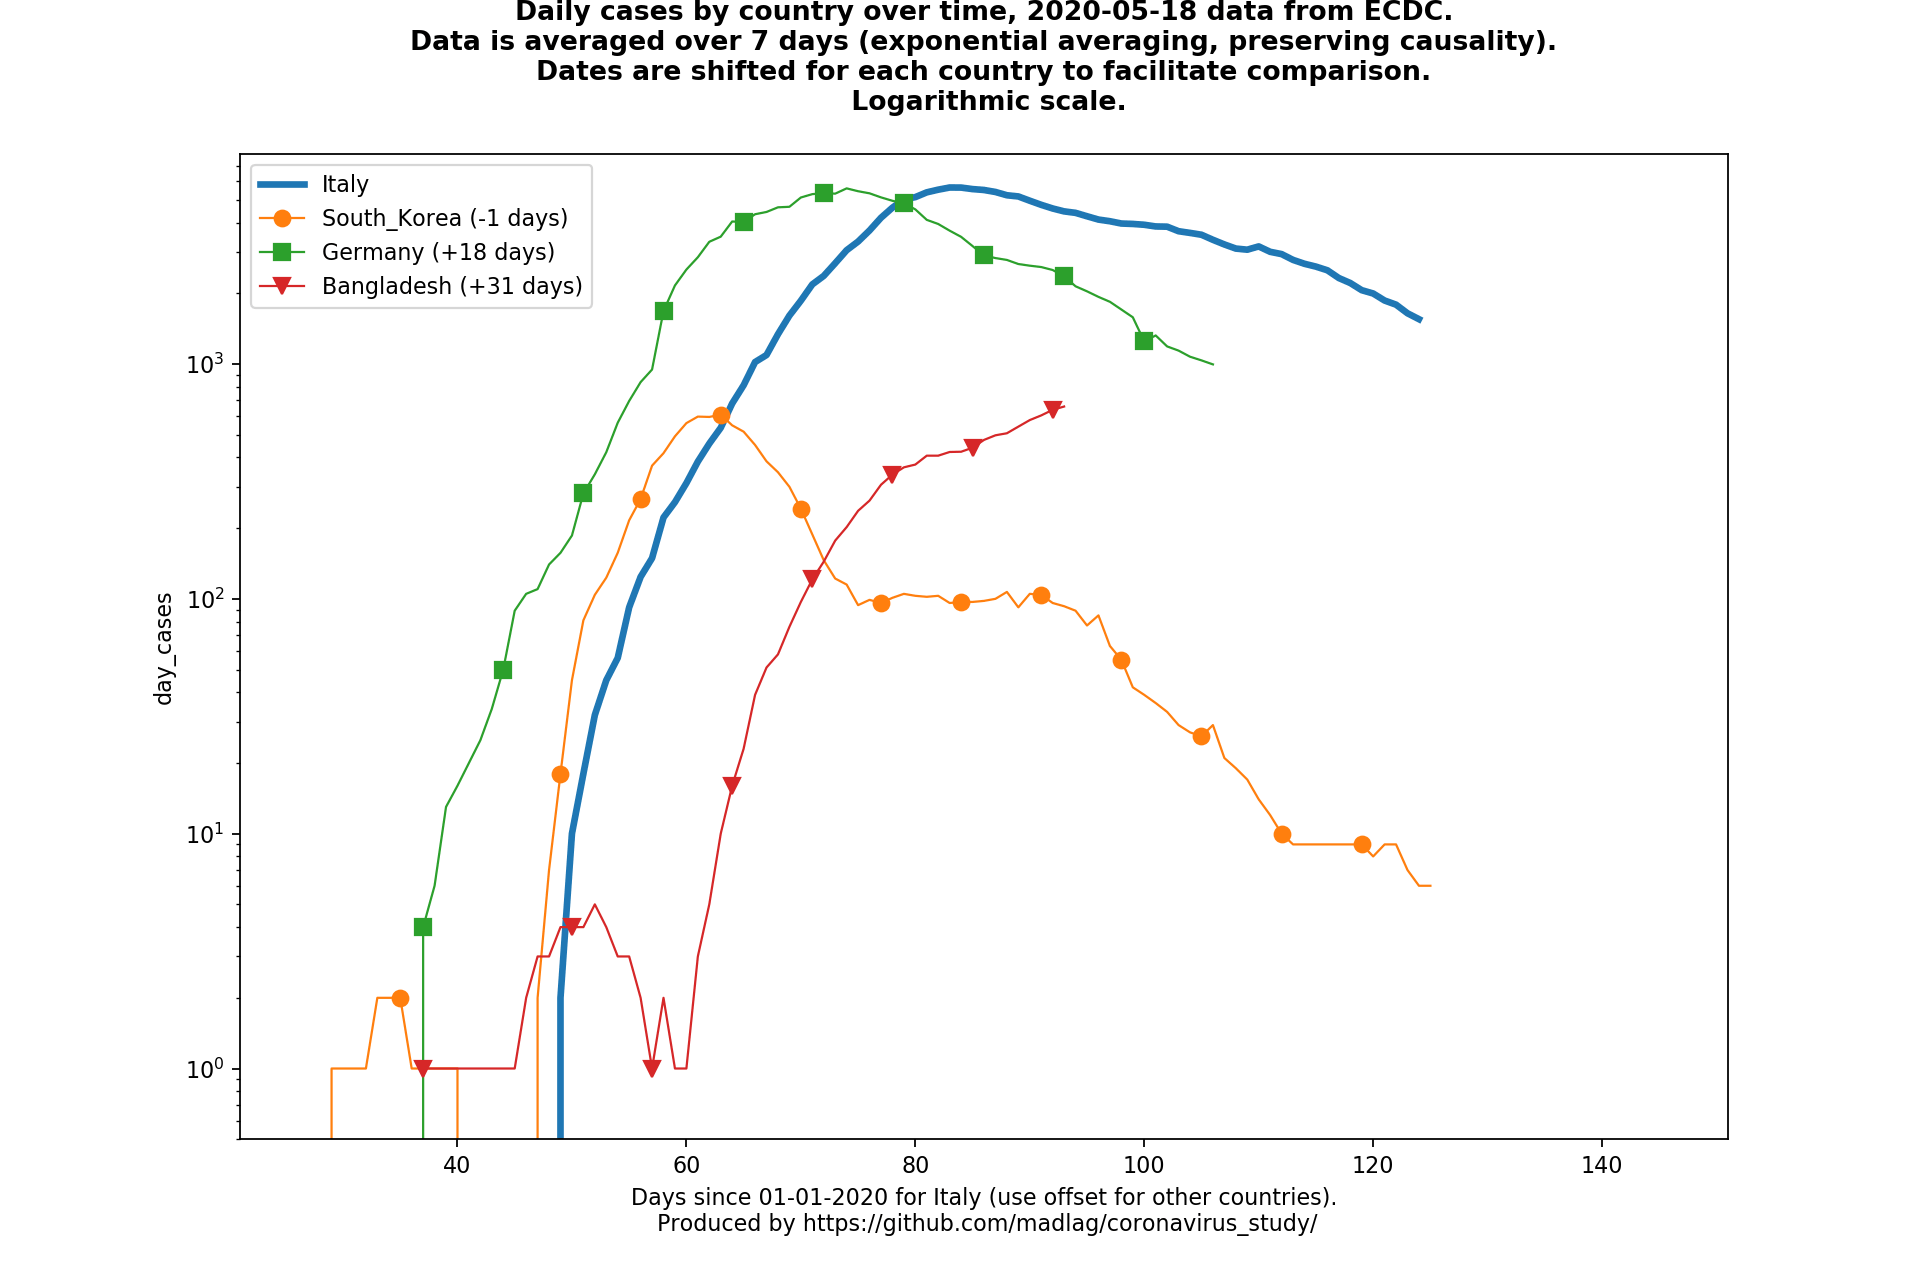 Daily cases by country over time, 2020-05-18 data from ECDC.
Data is averaged over 7 days (exponential averaging, preserving causality).
Dates are shifted for each country to facilitate comparison.
Logarithmic scale.
Italy
South_Korea (-1 days)
Germany (+18 days)
Bangladesh (+31 days)
10³
10²
10¹
10⁰
day_cases
40 60 80 100 120 140
Days since 01-01-2020 for Italy (use offset for other countries).
Produced by https://github.com/madlag/coronavirus_study/